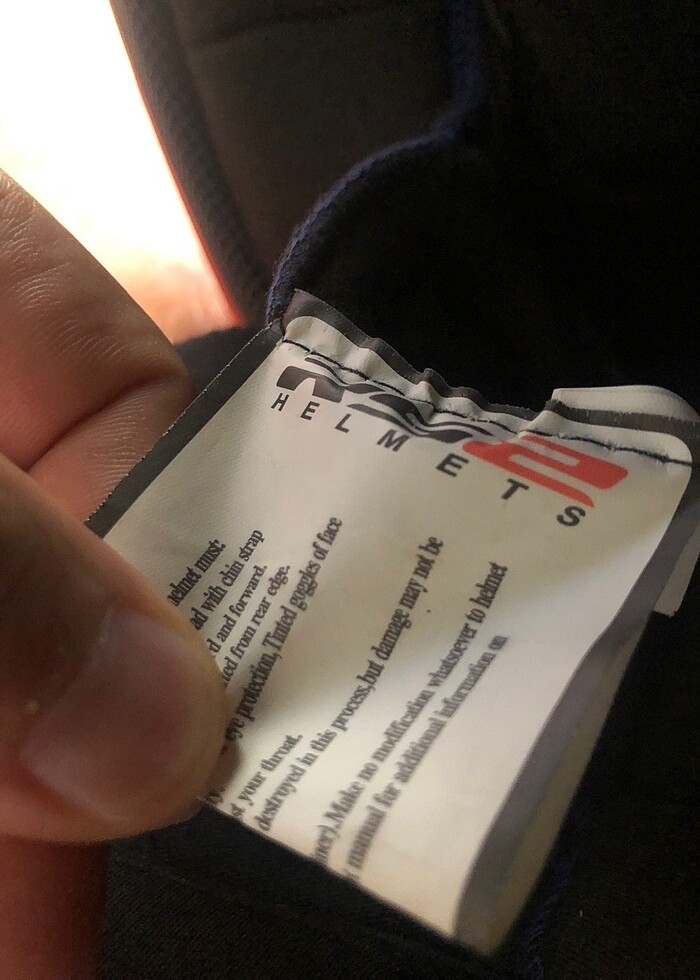 HELMETS
helmet must:
ad with chin strap
rd and forward.
from rear edge.
eye protection,Tinted goggles of face
st your throat.
destroyed in this process,but damage may not be
.Make no modification whatsoever to helmet
manual for additional information on